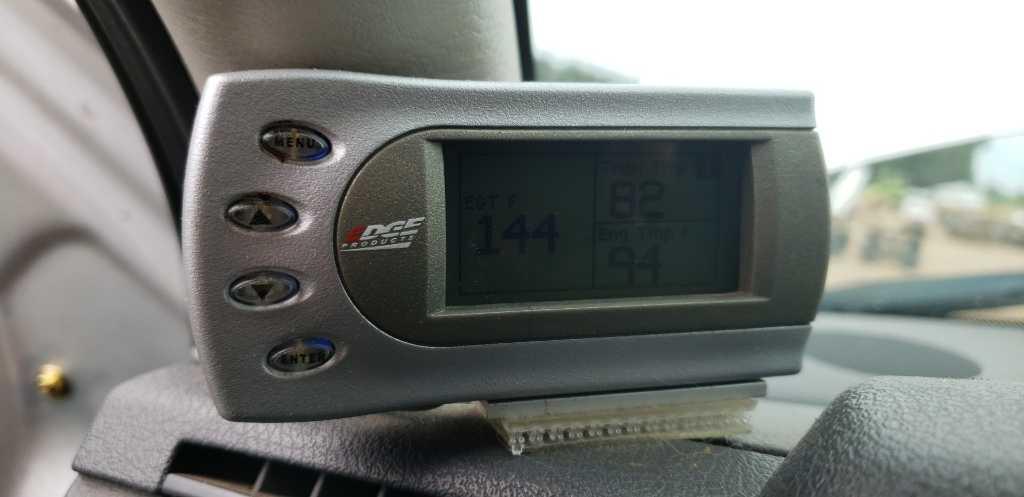 MENU
EDGE
PRODUCTS
ENTER
EGT F
144
82
Eng Tmp F
94